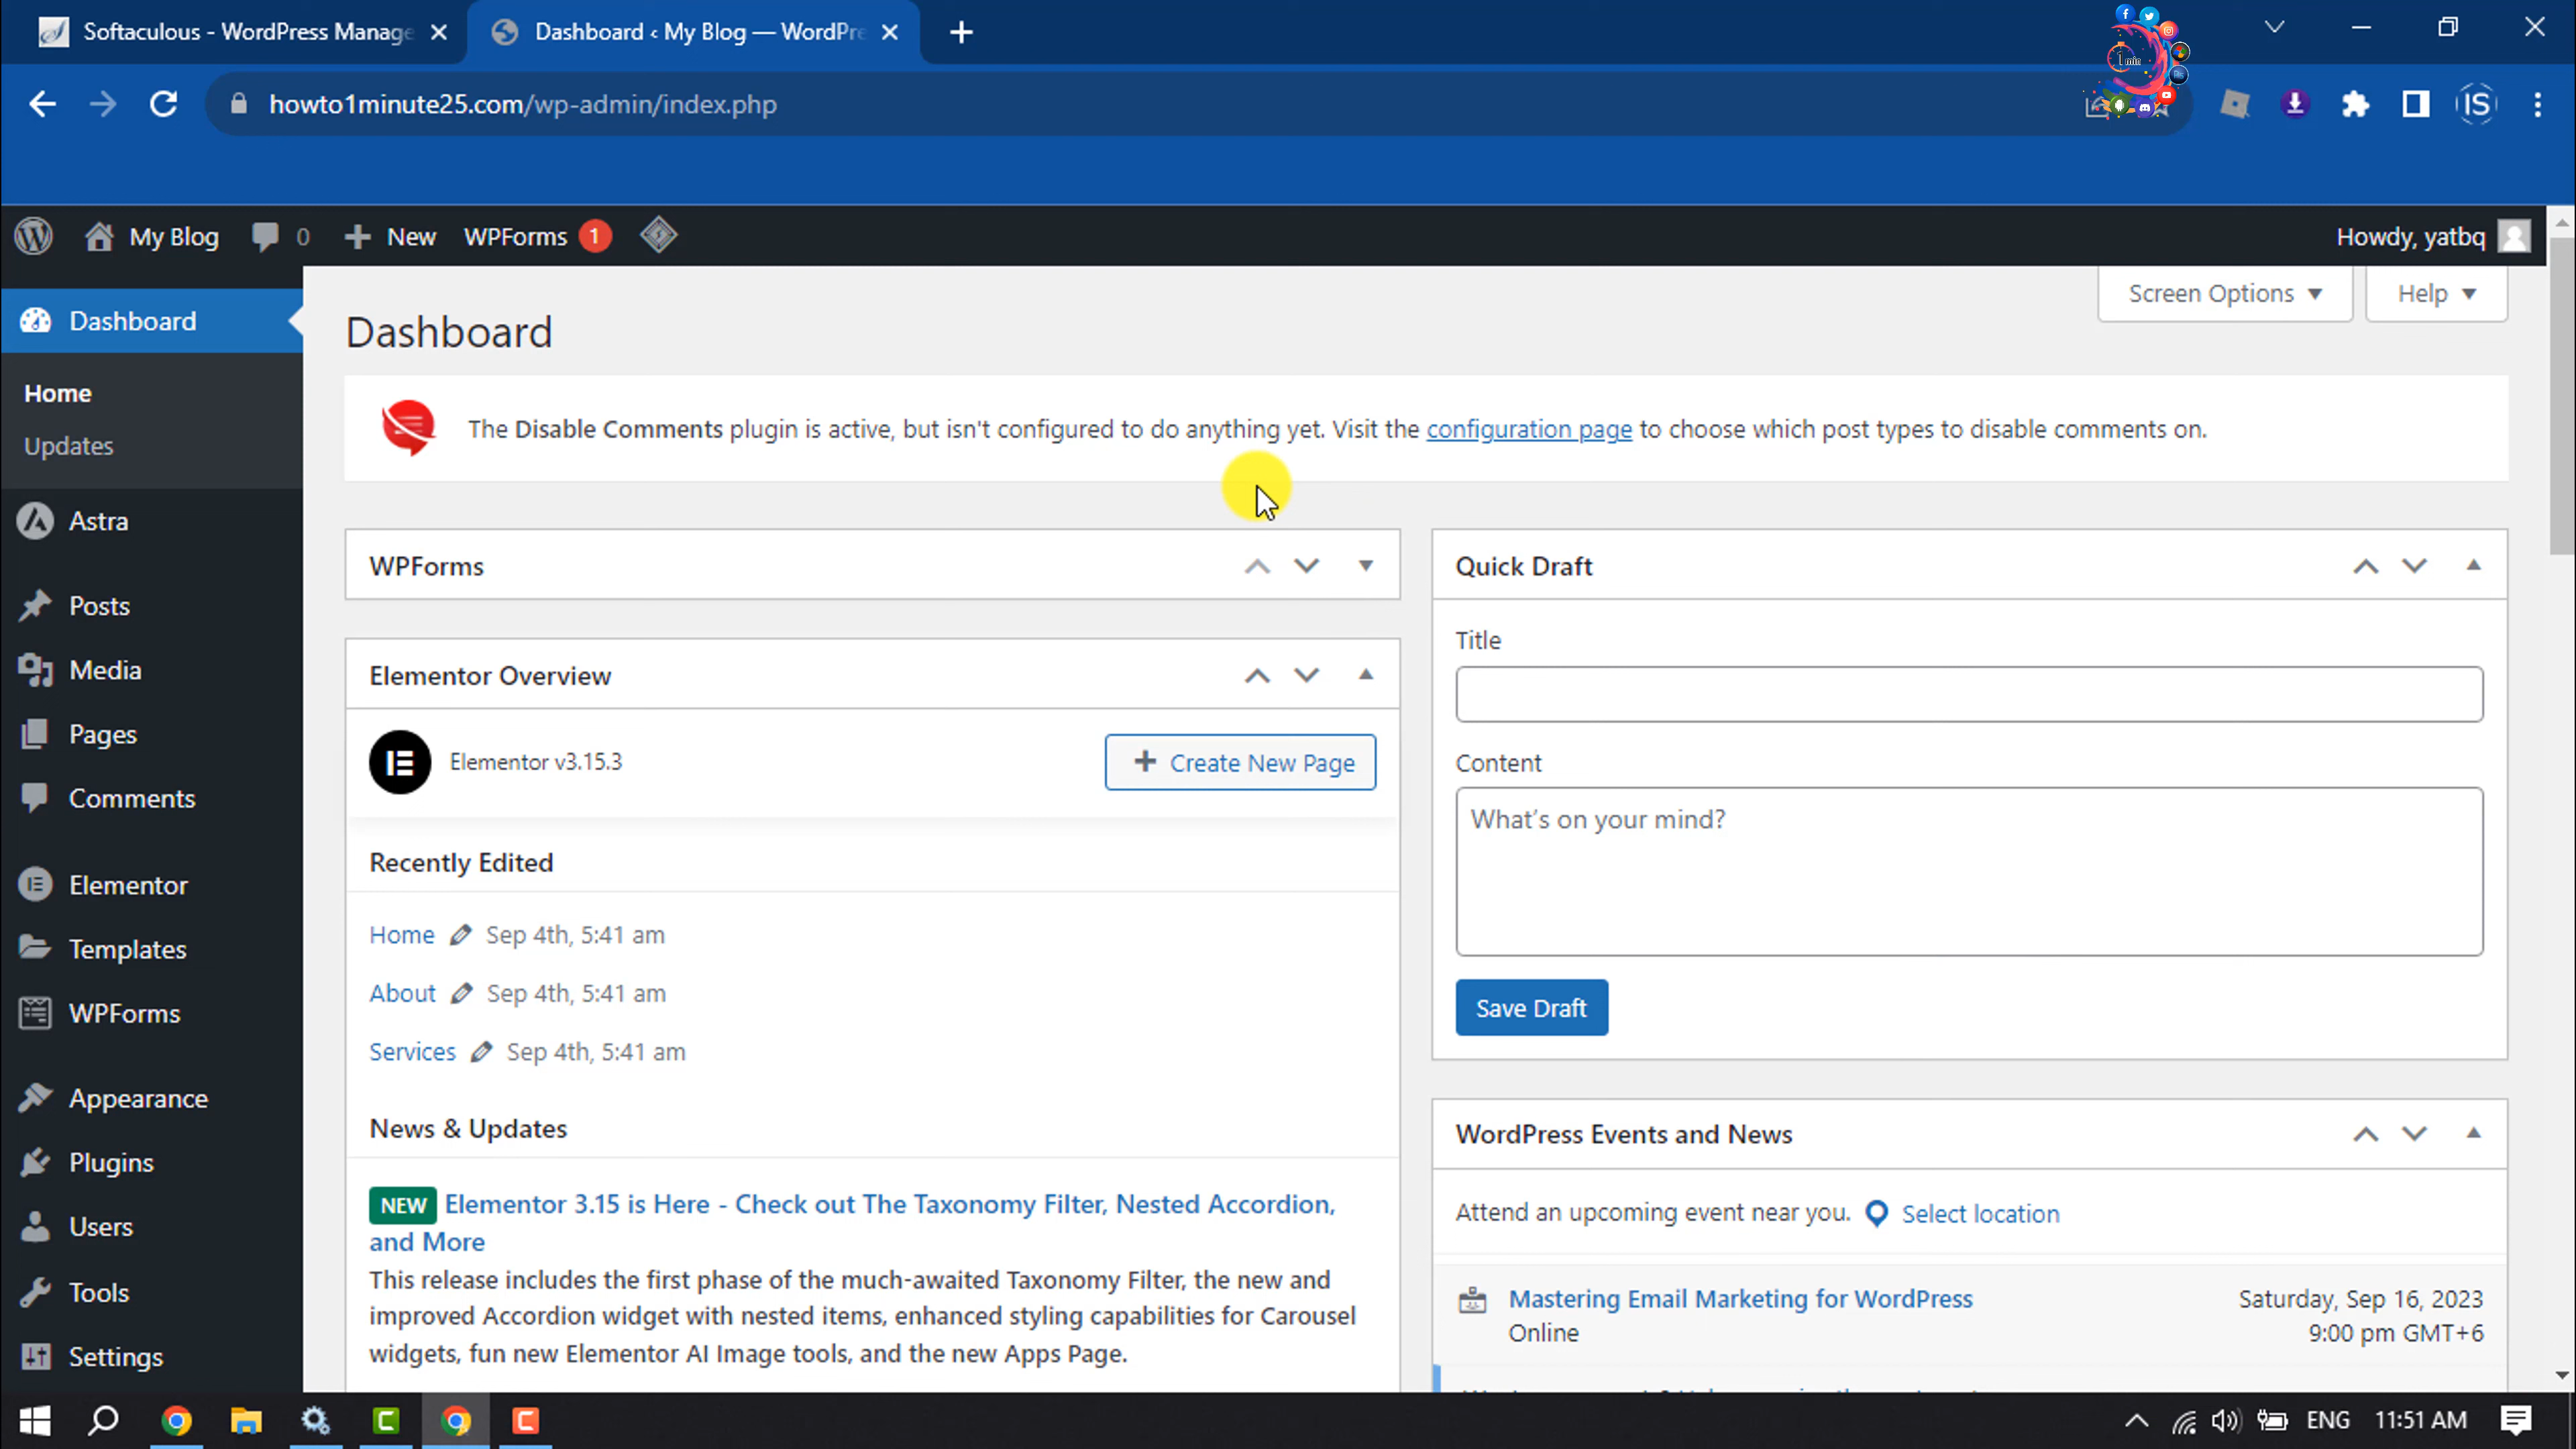 Softaculous - WordPress Manage
Dashboard ‹ My Blog — WordPre
1 min
howto1minute25.com/wp-admin/index.php
IS
My Blog 0 New WPForms 1
Howdy, yatbq
Dashboard
Home
Updates
Astra
Posts
Media
Pages
Comments
Elementor
Templates
WPForms
Appearance
Plugins
Users
Tools
Settings
Screen Options
Help
Dashboard
The Disable Comments plugin is active, but isn't configured to do anything yet. Visit the configuration page to choose which post types to disable comments on.
WPForms
Elementor Overview
Elementor v3.15.3
Create New Page
Recently Edited
Home Sep 4th, 5:41 am
About Sep 4th, 5:41 am
Services Sep 4th, 5:41 am
News & Updates
NEW Elementor 3.15 is Here - Check out The Taxonomy Filter, Nested Accordion,
and More
This release includes the first phase of the much-awaited Taxonomy Filter, the new and
improved Accordion widget with nested items, enhanced styling capabilities for Carousel
widgets, fun new Elementor AI Image tools, and the new Apps Page.
Quick Draft
Title
Content
What's on your mind?
Save Draft
WordPress Events and News
Attend an upcoming event near you. Select location
Mastering Email Marketing for WordPress
Online
Saturday, Sep 16, 2023
9:00 pm GMT+6
ENG 11:51 AM